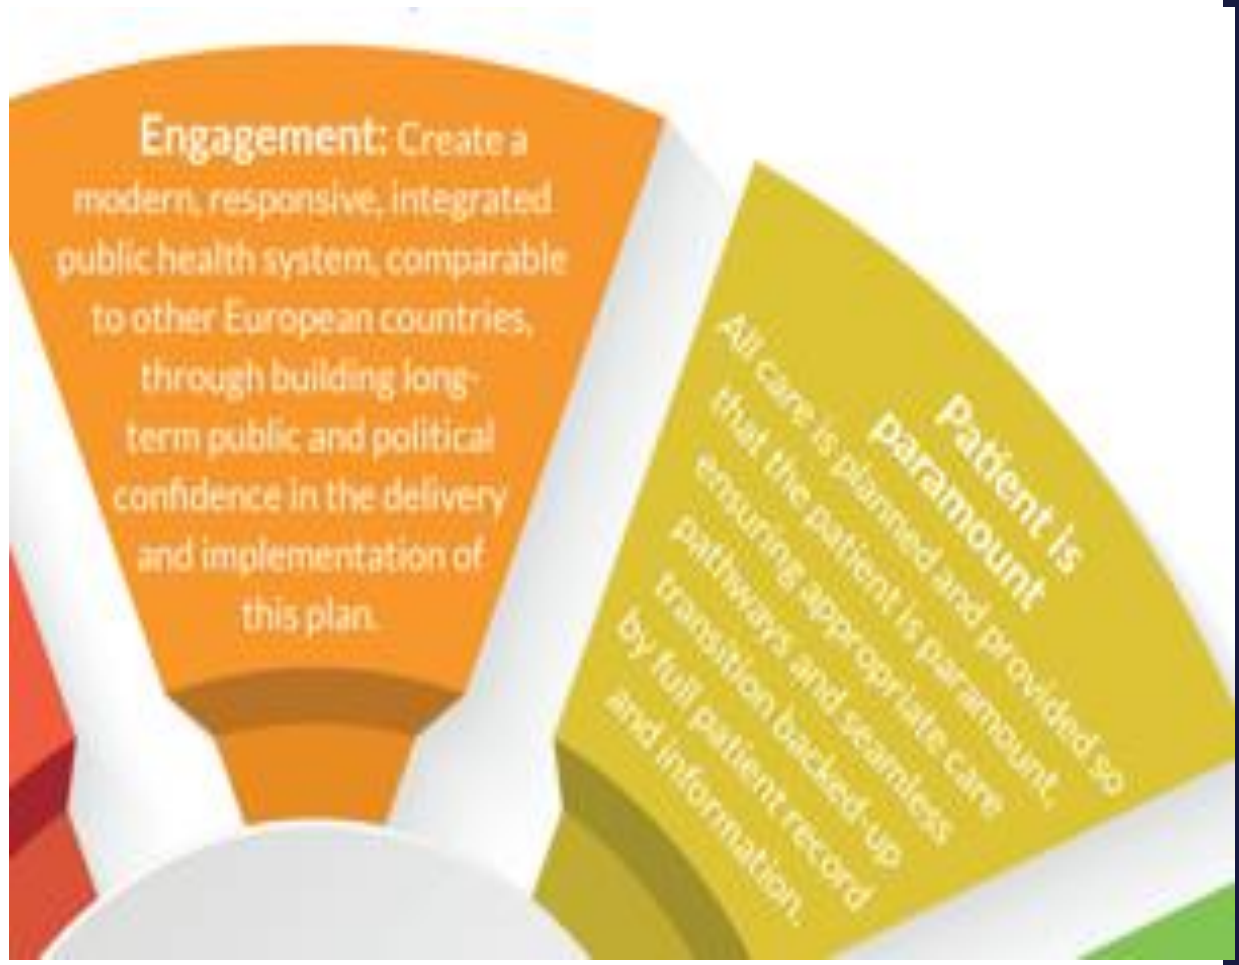 Engagement: Create a
modern, responsive, integrated
public health system, comparable
to other European countries,
through building long-
term public and political
confidence in the delivery
and implementation of
this plan.
Patient is
paramount
All care is planned and provided so
that the patient is paramount,
ensuring appropriate care
pathways and seamless
transition backed-up
by full patient record
and information.